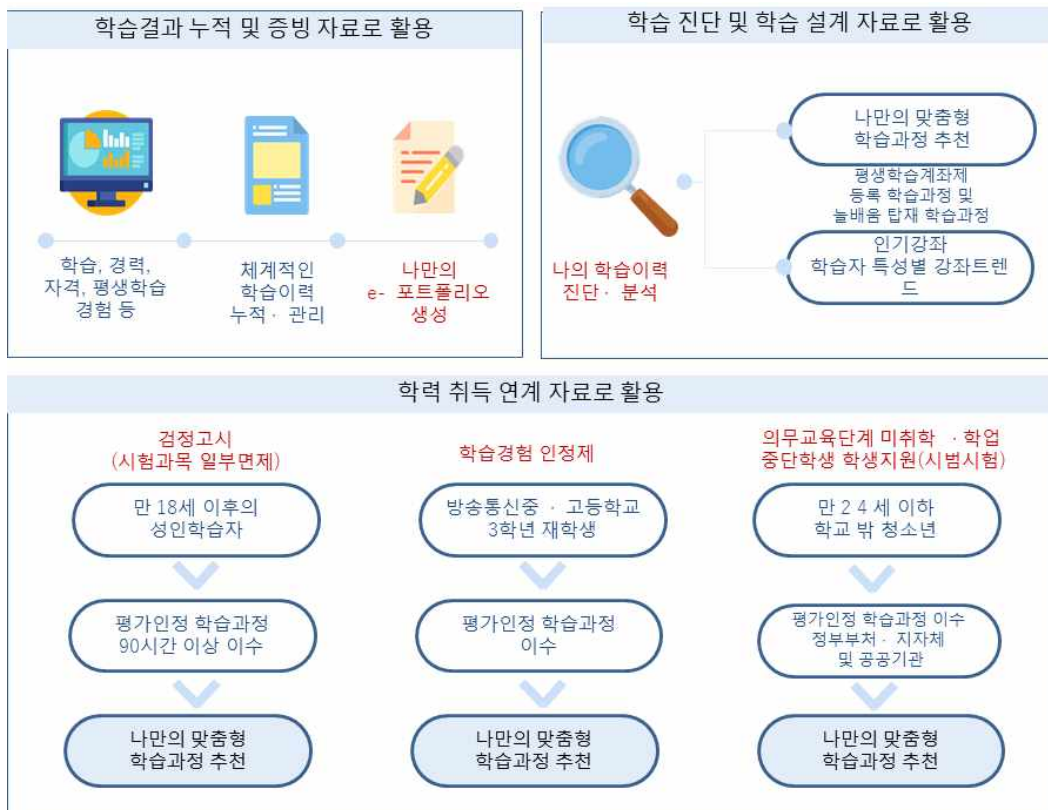 학습결과 누적 및 증빙 자료로 활용
학습, 경력,
자격, 평생학습
경험 등
체계적인
학습이력
누적· 관리
나만의
e- 포트폴리오
생성
학습 진단 및 학습 설계 자료로 활용
나의 학습이력
진단· 분석
나만의 맞춤형
학습과정 추천
평생학습계좌제
등록 학습과정 및
늘배움 탑재 학습과정
인기강좌
학습자 특성별 강좌트렌
드
학력 취득 연계 자료로 활용
검정고시
(시험과목 일부면제)
만 18세 이후의
성인학습자
평가인정 학습과정
90시간 이상 이수
나만의 맞춤형
학습과정 추천
학습경험 인정제
방송통신중 · 고등학교
3학년 재학생
평가인정 학습과정
이수
나만의 맞춤형
학습과정 추천
의무교육단계 미취학 · 학업
중단학생 학생지원(시범시험)
만 2 4 세 이하
학교 밖 청소년
평가인정 학습과정 이수
정부부처· 지자체
및 공공기관
나만의 맞춤형
학습과정 추천